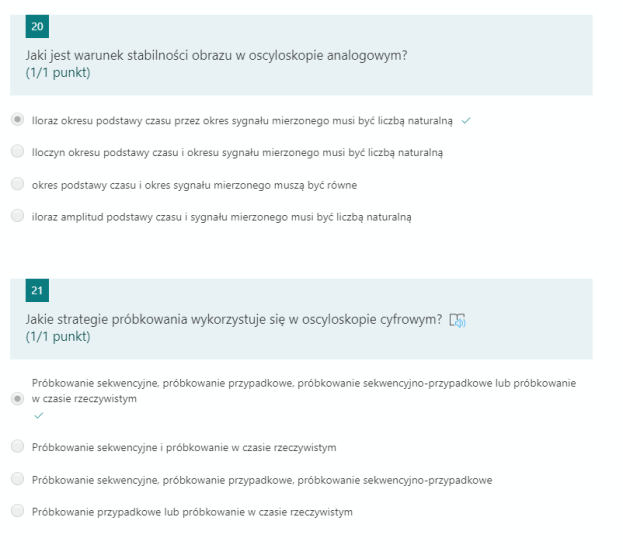 20
Jaki jest warunek stabilności obrazu w oscyloskopie analogowym?
(1/1 punkt)
Iloraz okresu podstawy czasu przez okres sygnału mierzonego musi być liczbą naturalną
Iloczyn okresu podstawy czasu i okresu sygnału mierzonego musi być liczbą naturalną
okres podstawy czasu i okres sygnału mierzonego muszą być równe
iloraz amplitud podstawy czasu i sygnału mierzonego musi być liczbą naturalną
21
Jakie strategie próbkowania wykorzystuje się w oscyloskopie cyfrowym?
(1/1 punkt)
Próbkowanie sekwencyjne, próbkowanie przypadkowe, próbkowanie sekwencyjno-przypadkowe lub próbkowanie
w czasie rzeczywistym
Próbkowanie sekwencyjne i próbkowanie w czasie rzeczywistym
Próbkowanie sekwencyjne, próbkowanie przypadkowe, próbkowanie sekwencyjno-przypadkowe
Próbkowanie przypadkowe lub próbkowanie w czasie rzeczywistym